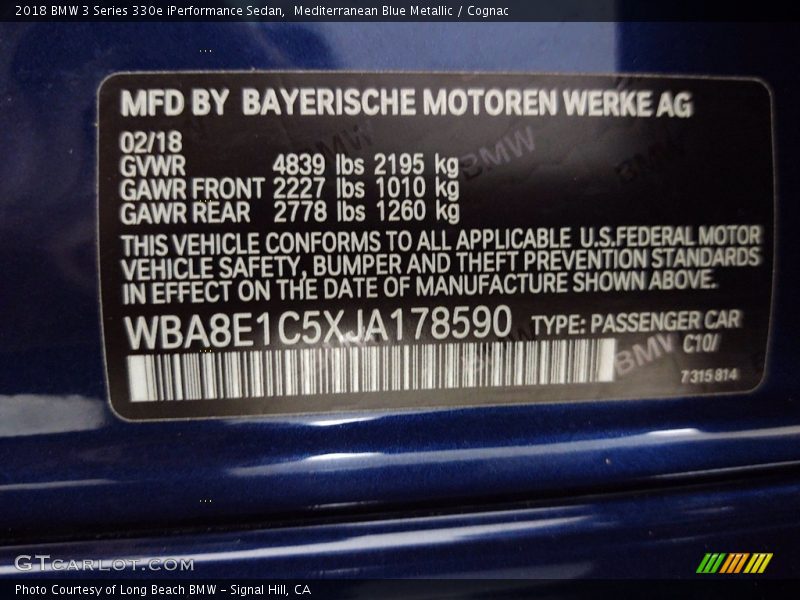 2018 BMW 3 Series 330e iPerformance Sedan, Mediterranean Blue Metallic / Cognac
MFD BY BAYERISCHE MOTOREN WERKE AG
02/18
GVWR 4839 lbs 2195 kg
GAWR FRONT 2227 lbs 1010 kg
GAWR REAR 2778 lbs 1260 kg
THIS VEHICLE CONFORMS TO ALL APPLICABLE U.S.FEDERAL MOTOR
VEHICLE SAFETY, BUMPER AND THEFT PREVENTION STANDARDS
IN EFFECT ON THE DATE OF MANUFACTURE SHOWN ABOVE.
WBA8E1C5XJA178590 TYPE: PASSENGER CAR
C10/
BMW
BMW
BMW
BMW
7 315 814
GTCARLOT.COM
Photo Courtesy of Long Beach BMW – Signal Hill, CA